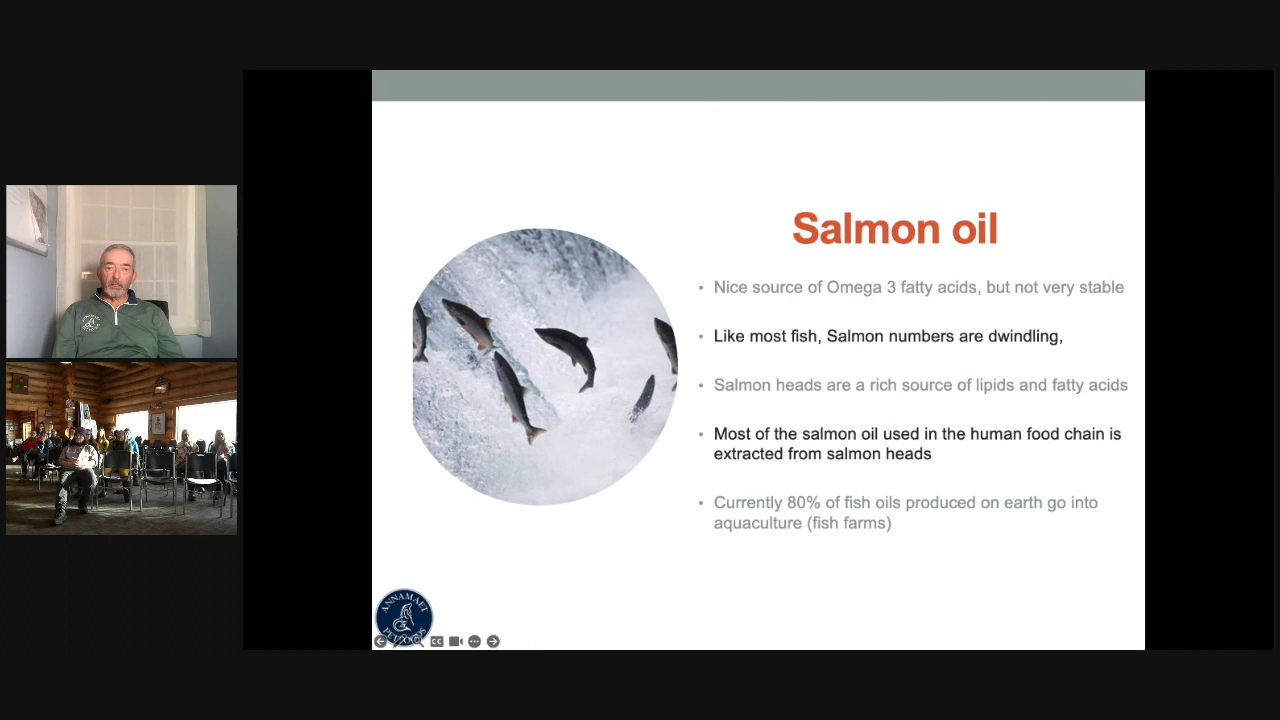 Salmon oil
• Nice source of Omega 3 fatty acids, but not very stable
• Like most fish, Salmon numbers are dwindling,
• Salmon heads are a rich source of lipids and fatty acids
• Most of the salmon oil used in the human food chain is
extracted from salmon heads
• Currently 80% of fish oils produced on earth go into
aquaculture (fish farms)
ANNAMAET
CC